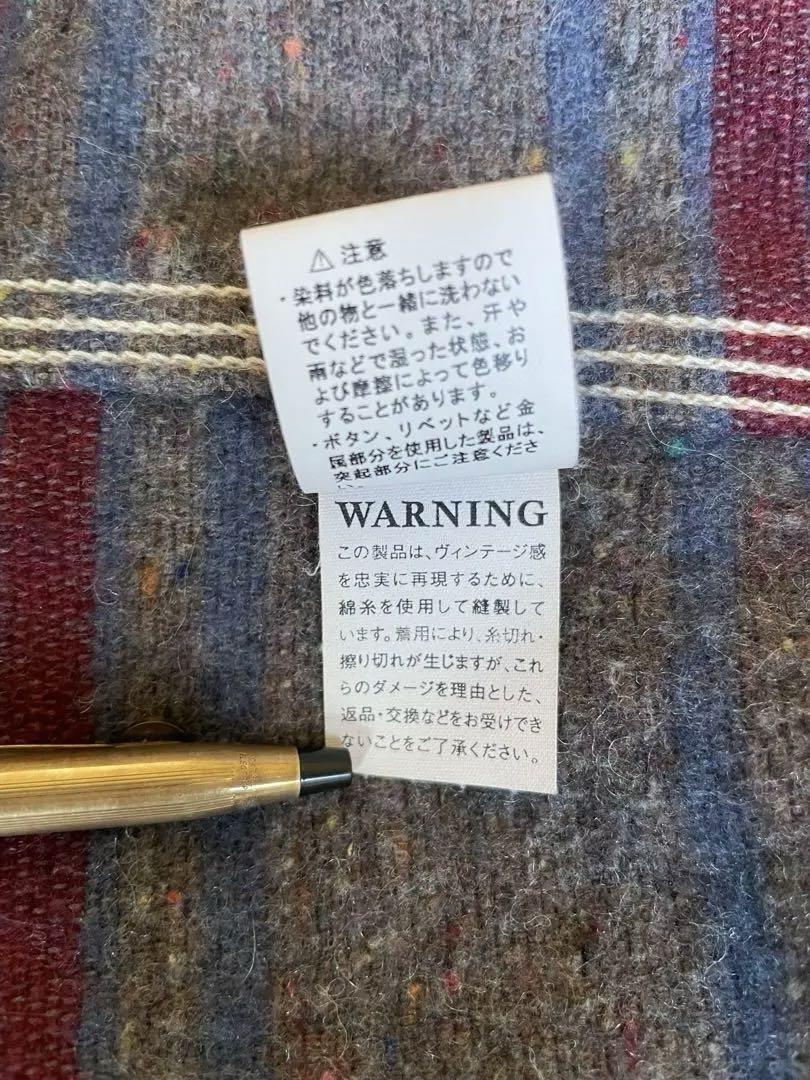 ⚠ 注意
・染料が色落ちしますので
他の物と一緒に洗わない
でください。また、汗や
雨などで湿った状態、お
よび摩擦によって色移り
することがあります。
・ボタン、リベットなど金
属部分を使用した製品は、
突起部分にご注意くださ
WARNING
この製品は、ヴィンテージ感
を忠実に再現するために、
綿糸を使用して縫製して
います。着用により、糸切れ・
擦り切れが生じますが、これ
らのダメージを理由とした、
返品・交換などをお受けでき
ないことをご了承ください。